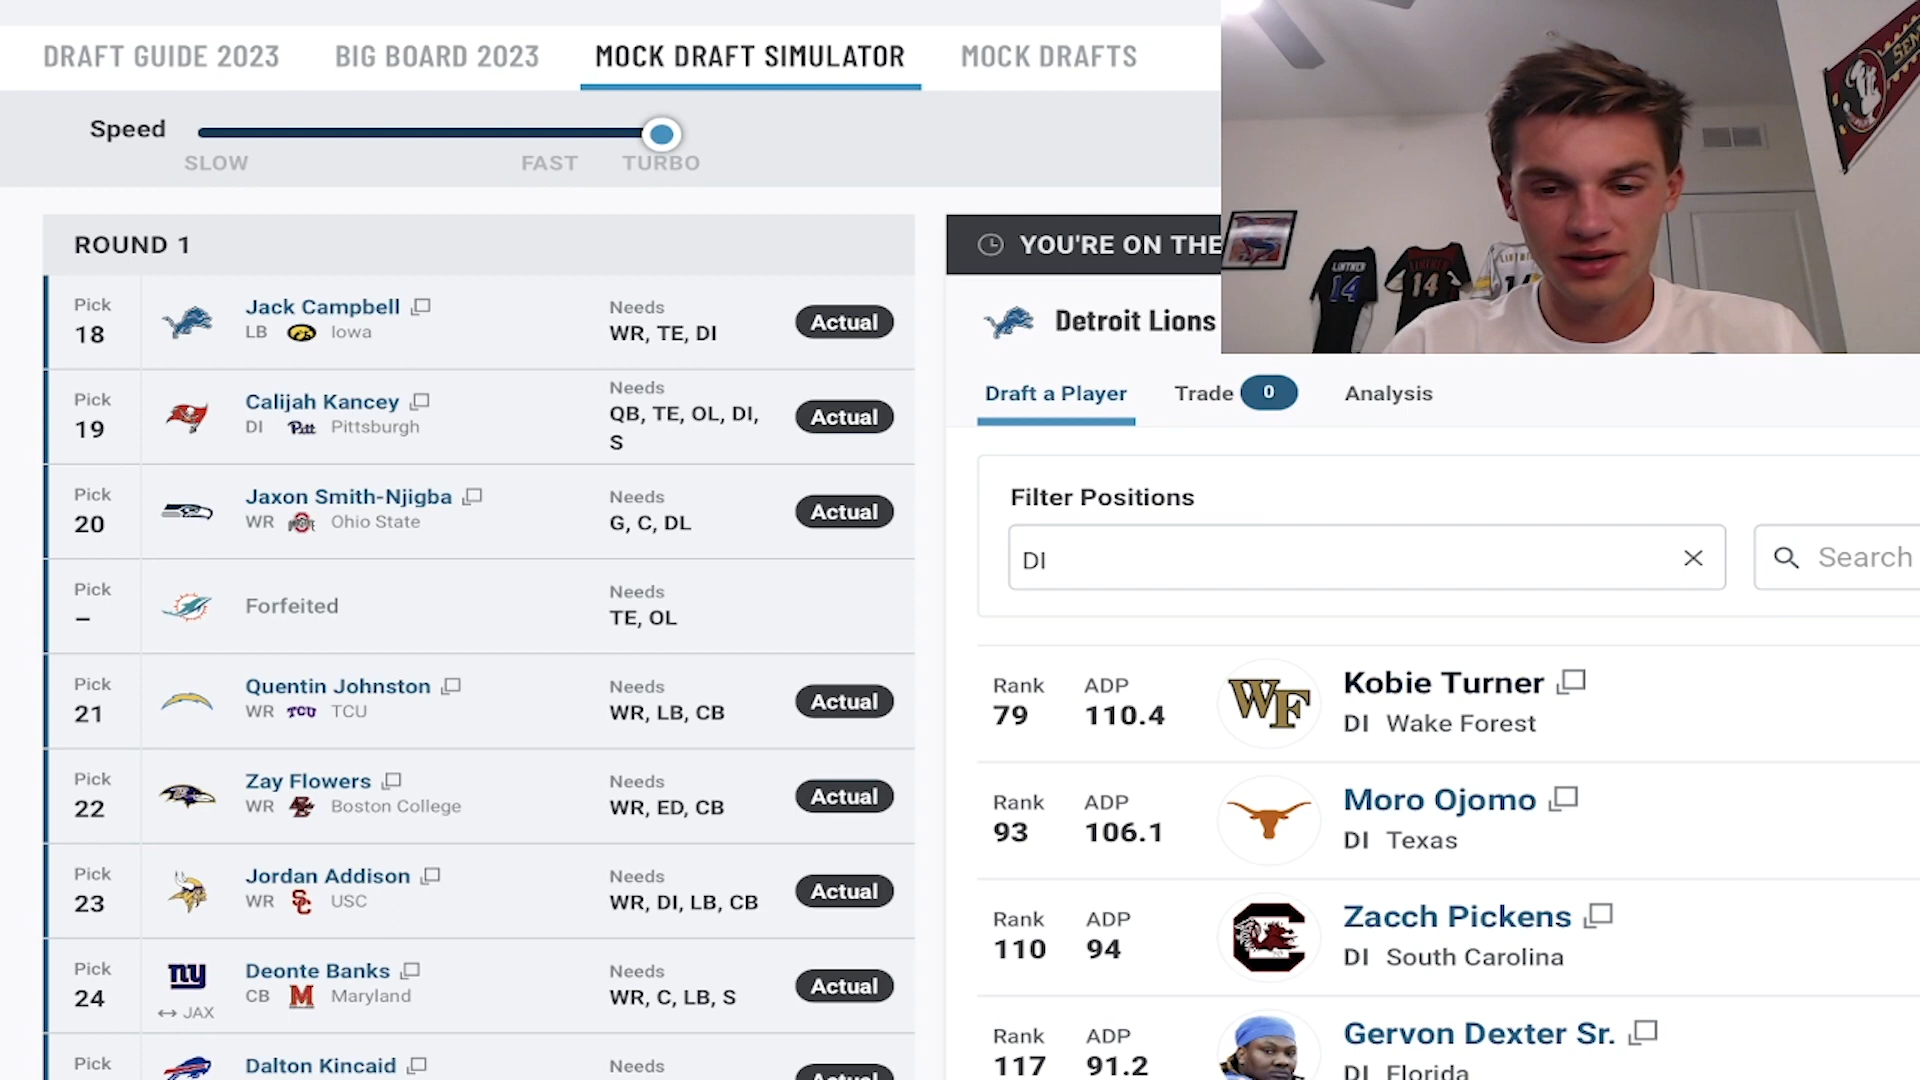 DRAFT GUIDE 2023
BIG BOARD 2023
MOCK DRAFT SIMULATOR
MOCK DRAFTS
Speed
SLOW
FAST
TURBO
ROUND 1
Pick
18
Jack Campbell
LB Iowa
Needs
WR, TE, DI
Actual
Pick
19
Calijah Kancey
DI Pitt Pittsburgh
Needs
QB, TE, OL, DI,
S
Actual
Pick
20
Jaxon Smith-Njigba
WR Ohio State
Needs
G, C, DL
Actual
Pick
–
Forfeited
Needs
TE, OL
Pick
21
Quentin Johnston
WR TCU TCU
Needs
WR, LB, CB
Actual
Pick
22
Zay Flowers
WR Boston College
Needs
WR, ED, CB
Actual
Pick
23
Jordan Addison
WR SC USC
Needs
WR, DI, LB, CB
Actual
Pick
24
ny
↔ JAX
Deonte Banks
CB M Maryland
Needs
WR, C, LB, S
Actual
Pick
Dalton Kincaid
Needs
Actual
YOU'RE ON THE
Detroit Lions
Draft a Player
Trade 0
Analysis
Filter Positions
DI
Search
Rank
79
ADP
110.4
WF
Kobie Turner
DI Wake Forest
Rank
93
ADP
106.1
Moro Ojomo
DI Texas
Rank
110
ADP
94
Zacch Pickens
DI South Carolina
Rank
117
ADP
91.2
Gervon Dexter Sr.
DI Florida
LINTNER
14
14
SEM